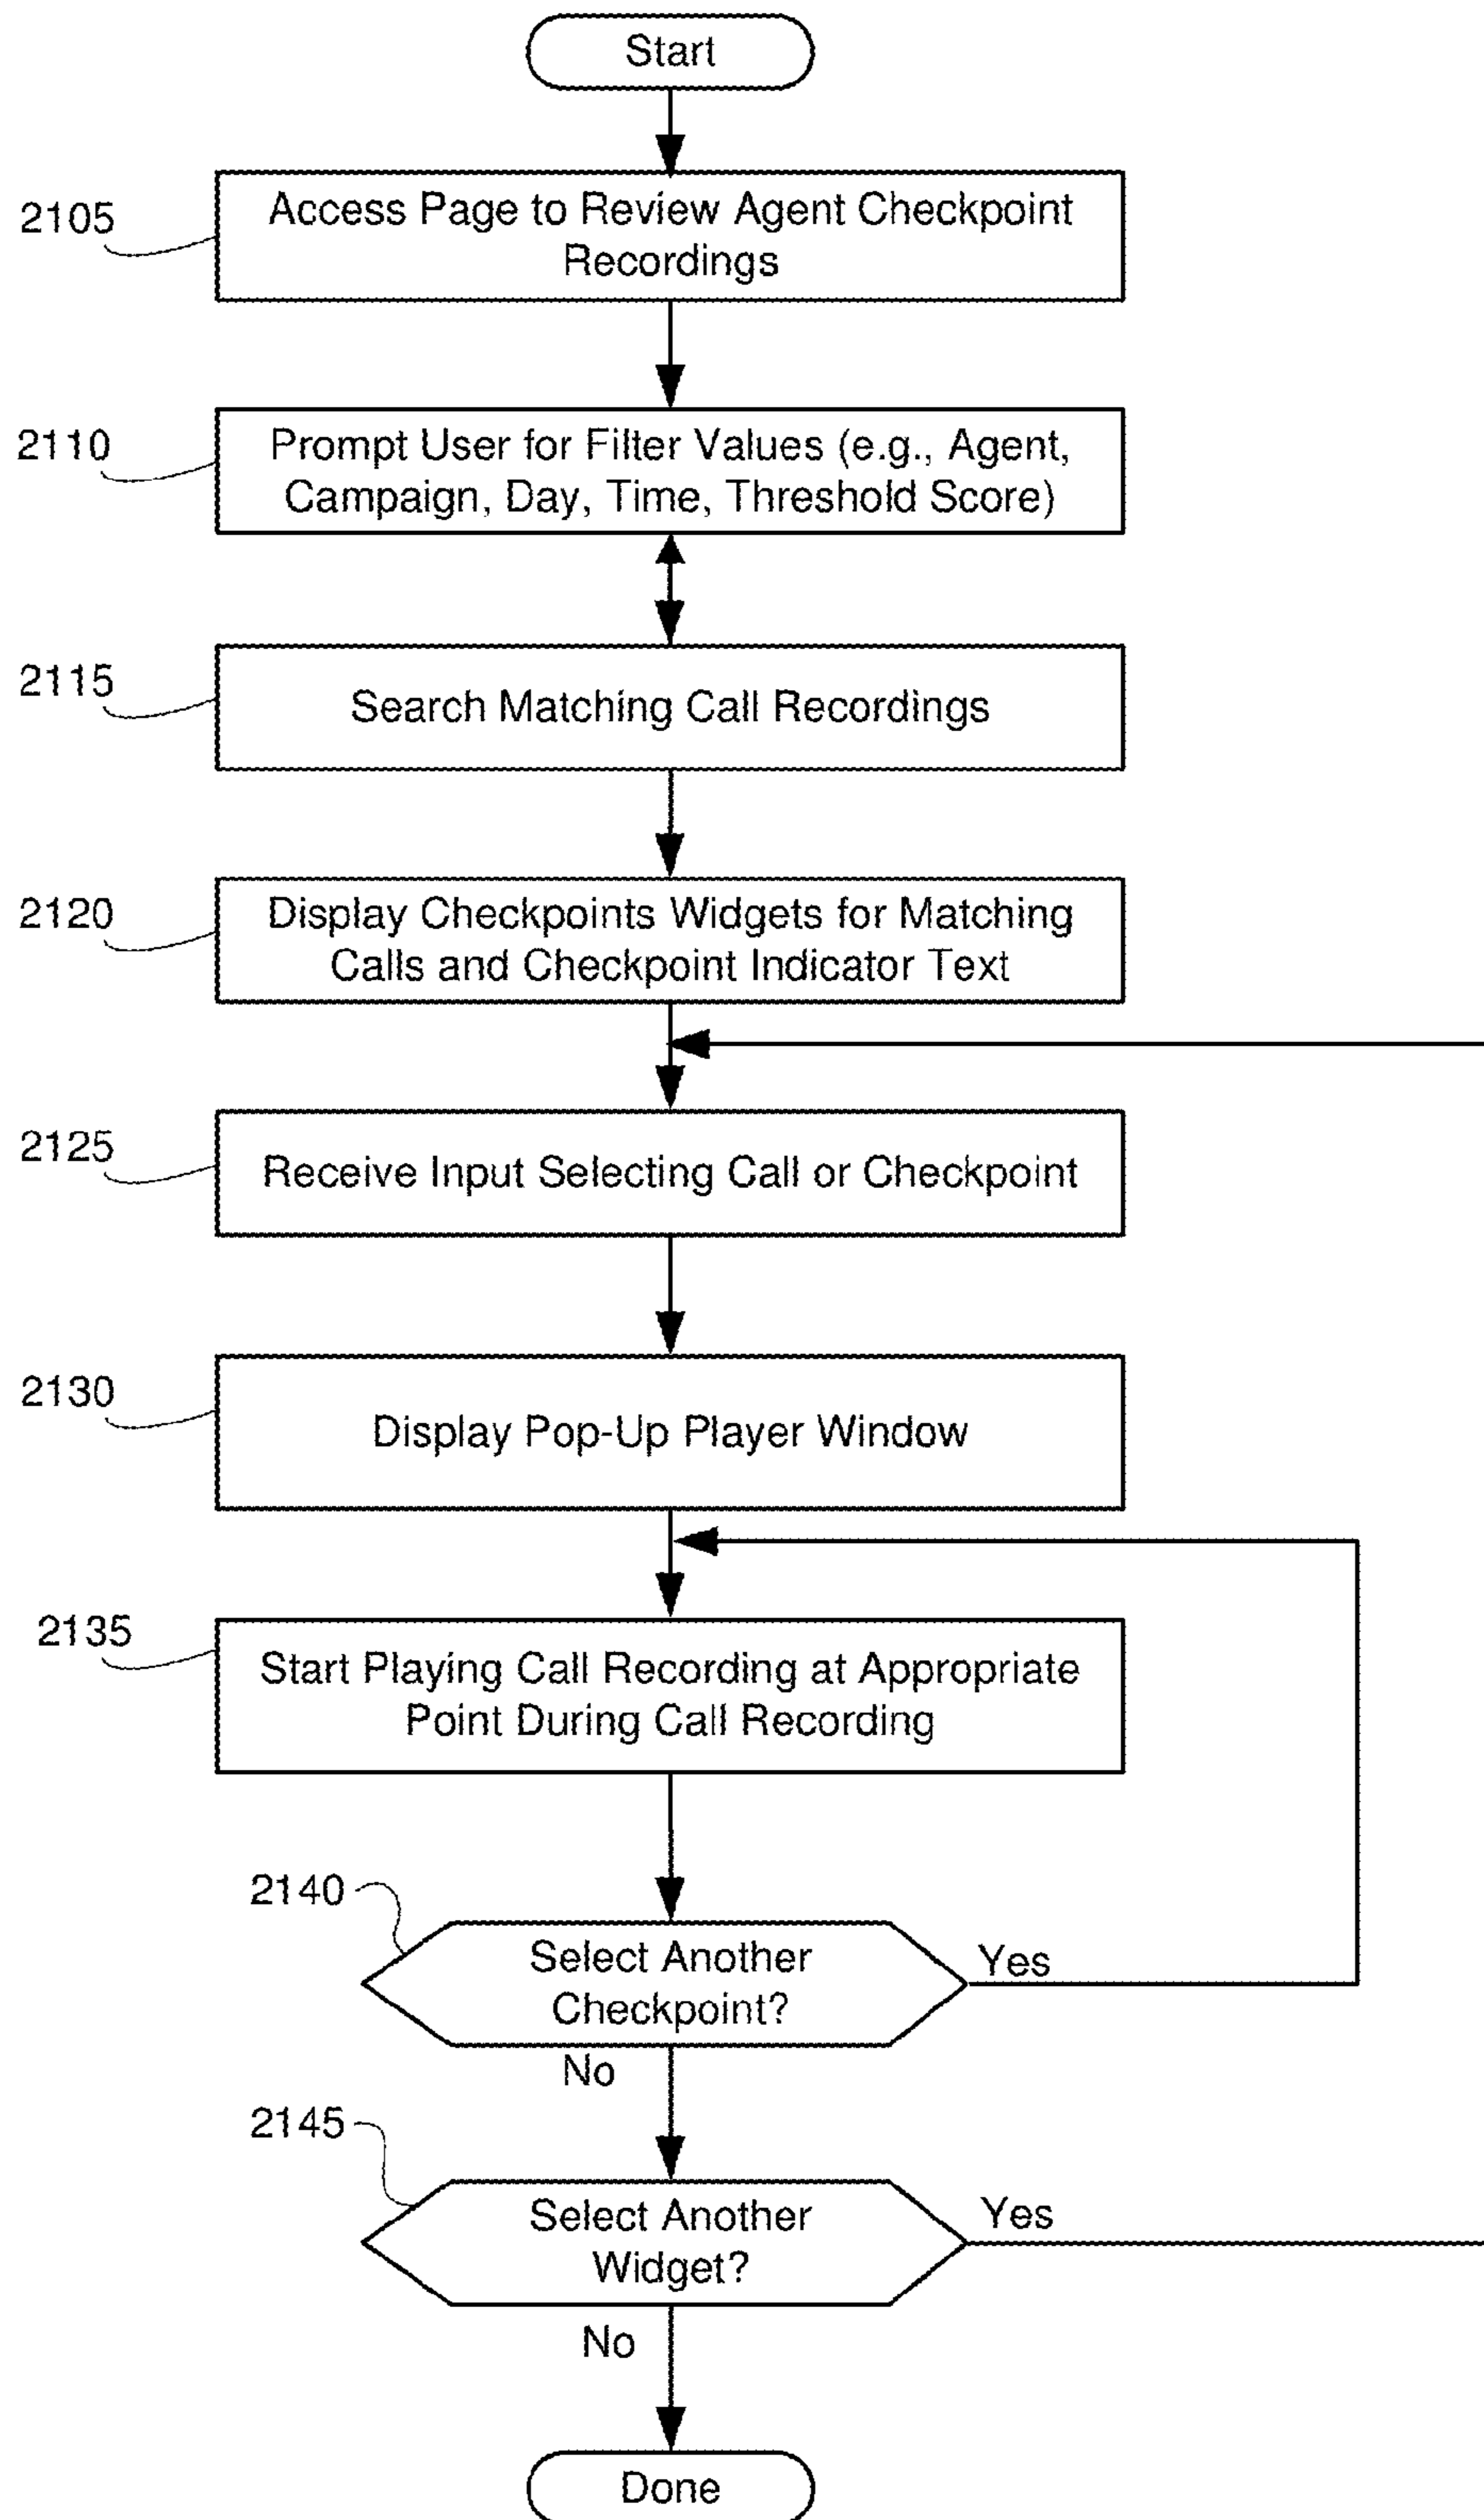 Start
2105
Access Page to Review Agent Checkpoint
Recordings
2110
Prompt User for Filter Values (e.g., Agent,
Campaign, Day, Time, Threshold Score)
2115
Search Matching Call Recordings
2120
Display Checkpoints Widgets for Matching
Calls and Checkpoint Indicator Text
2125
Receive Input Selecting Call or Checkpoint
2130
Display Pop-Up Player Window
2135
Start Playing Call Recording at Appropriate
Point During Call Recording
2140
Select Another
Checkpoint?
Yes
No
2145
Select Another
Widget?
Yes
No
Done